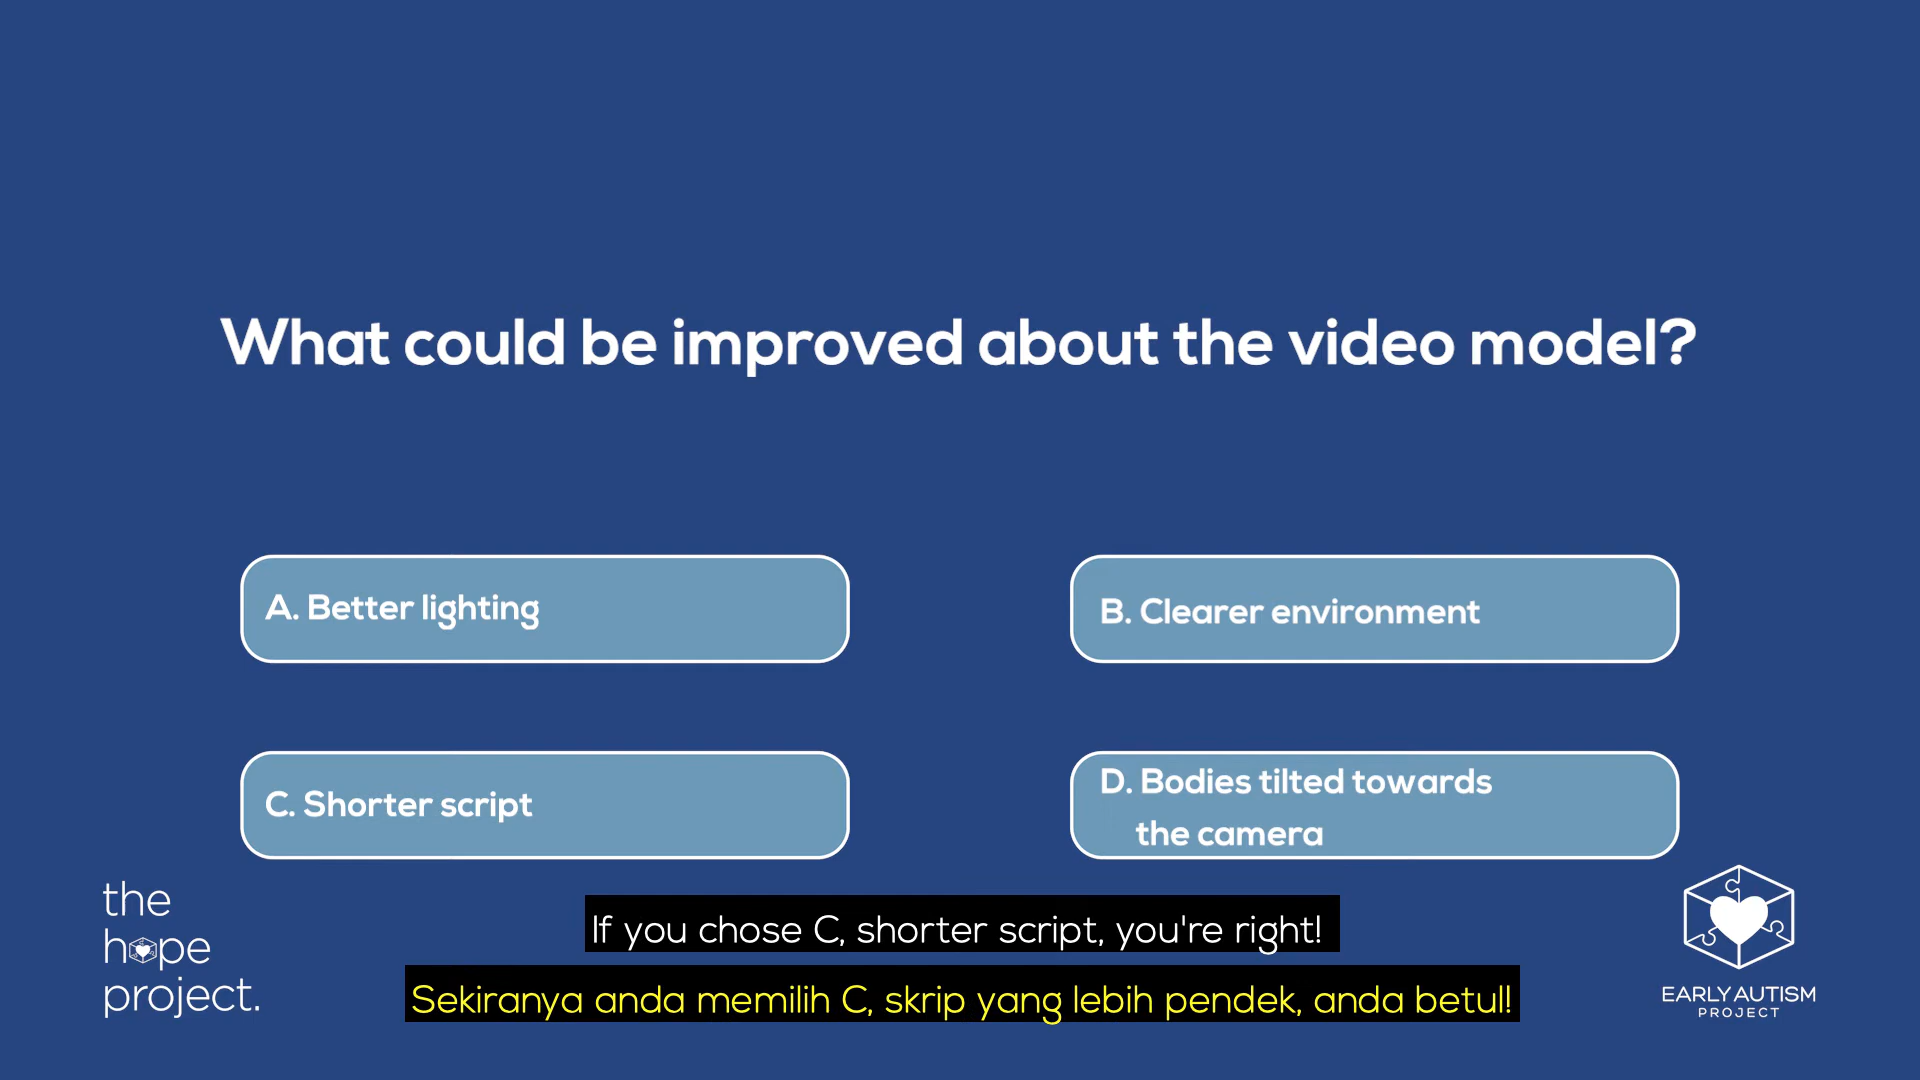 What could be improved about the video model?
A. Better lighting
B. Clearer environment
C. Shorter script
D. Bodies tilted towards
the camera
the
hope
project.
If you chose C, shorter script, you're right!
Sekiranya anda memilih C, skrip yang lebih pendek, anda betul!
EARLY AUTISM
PROJECT